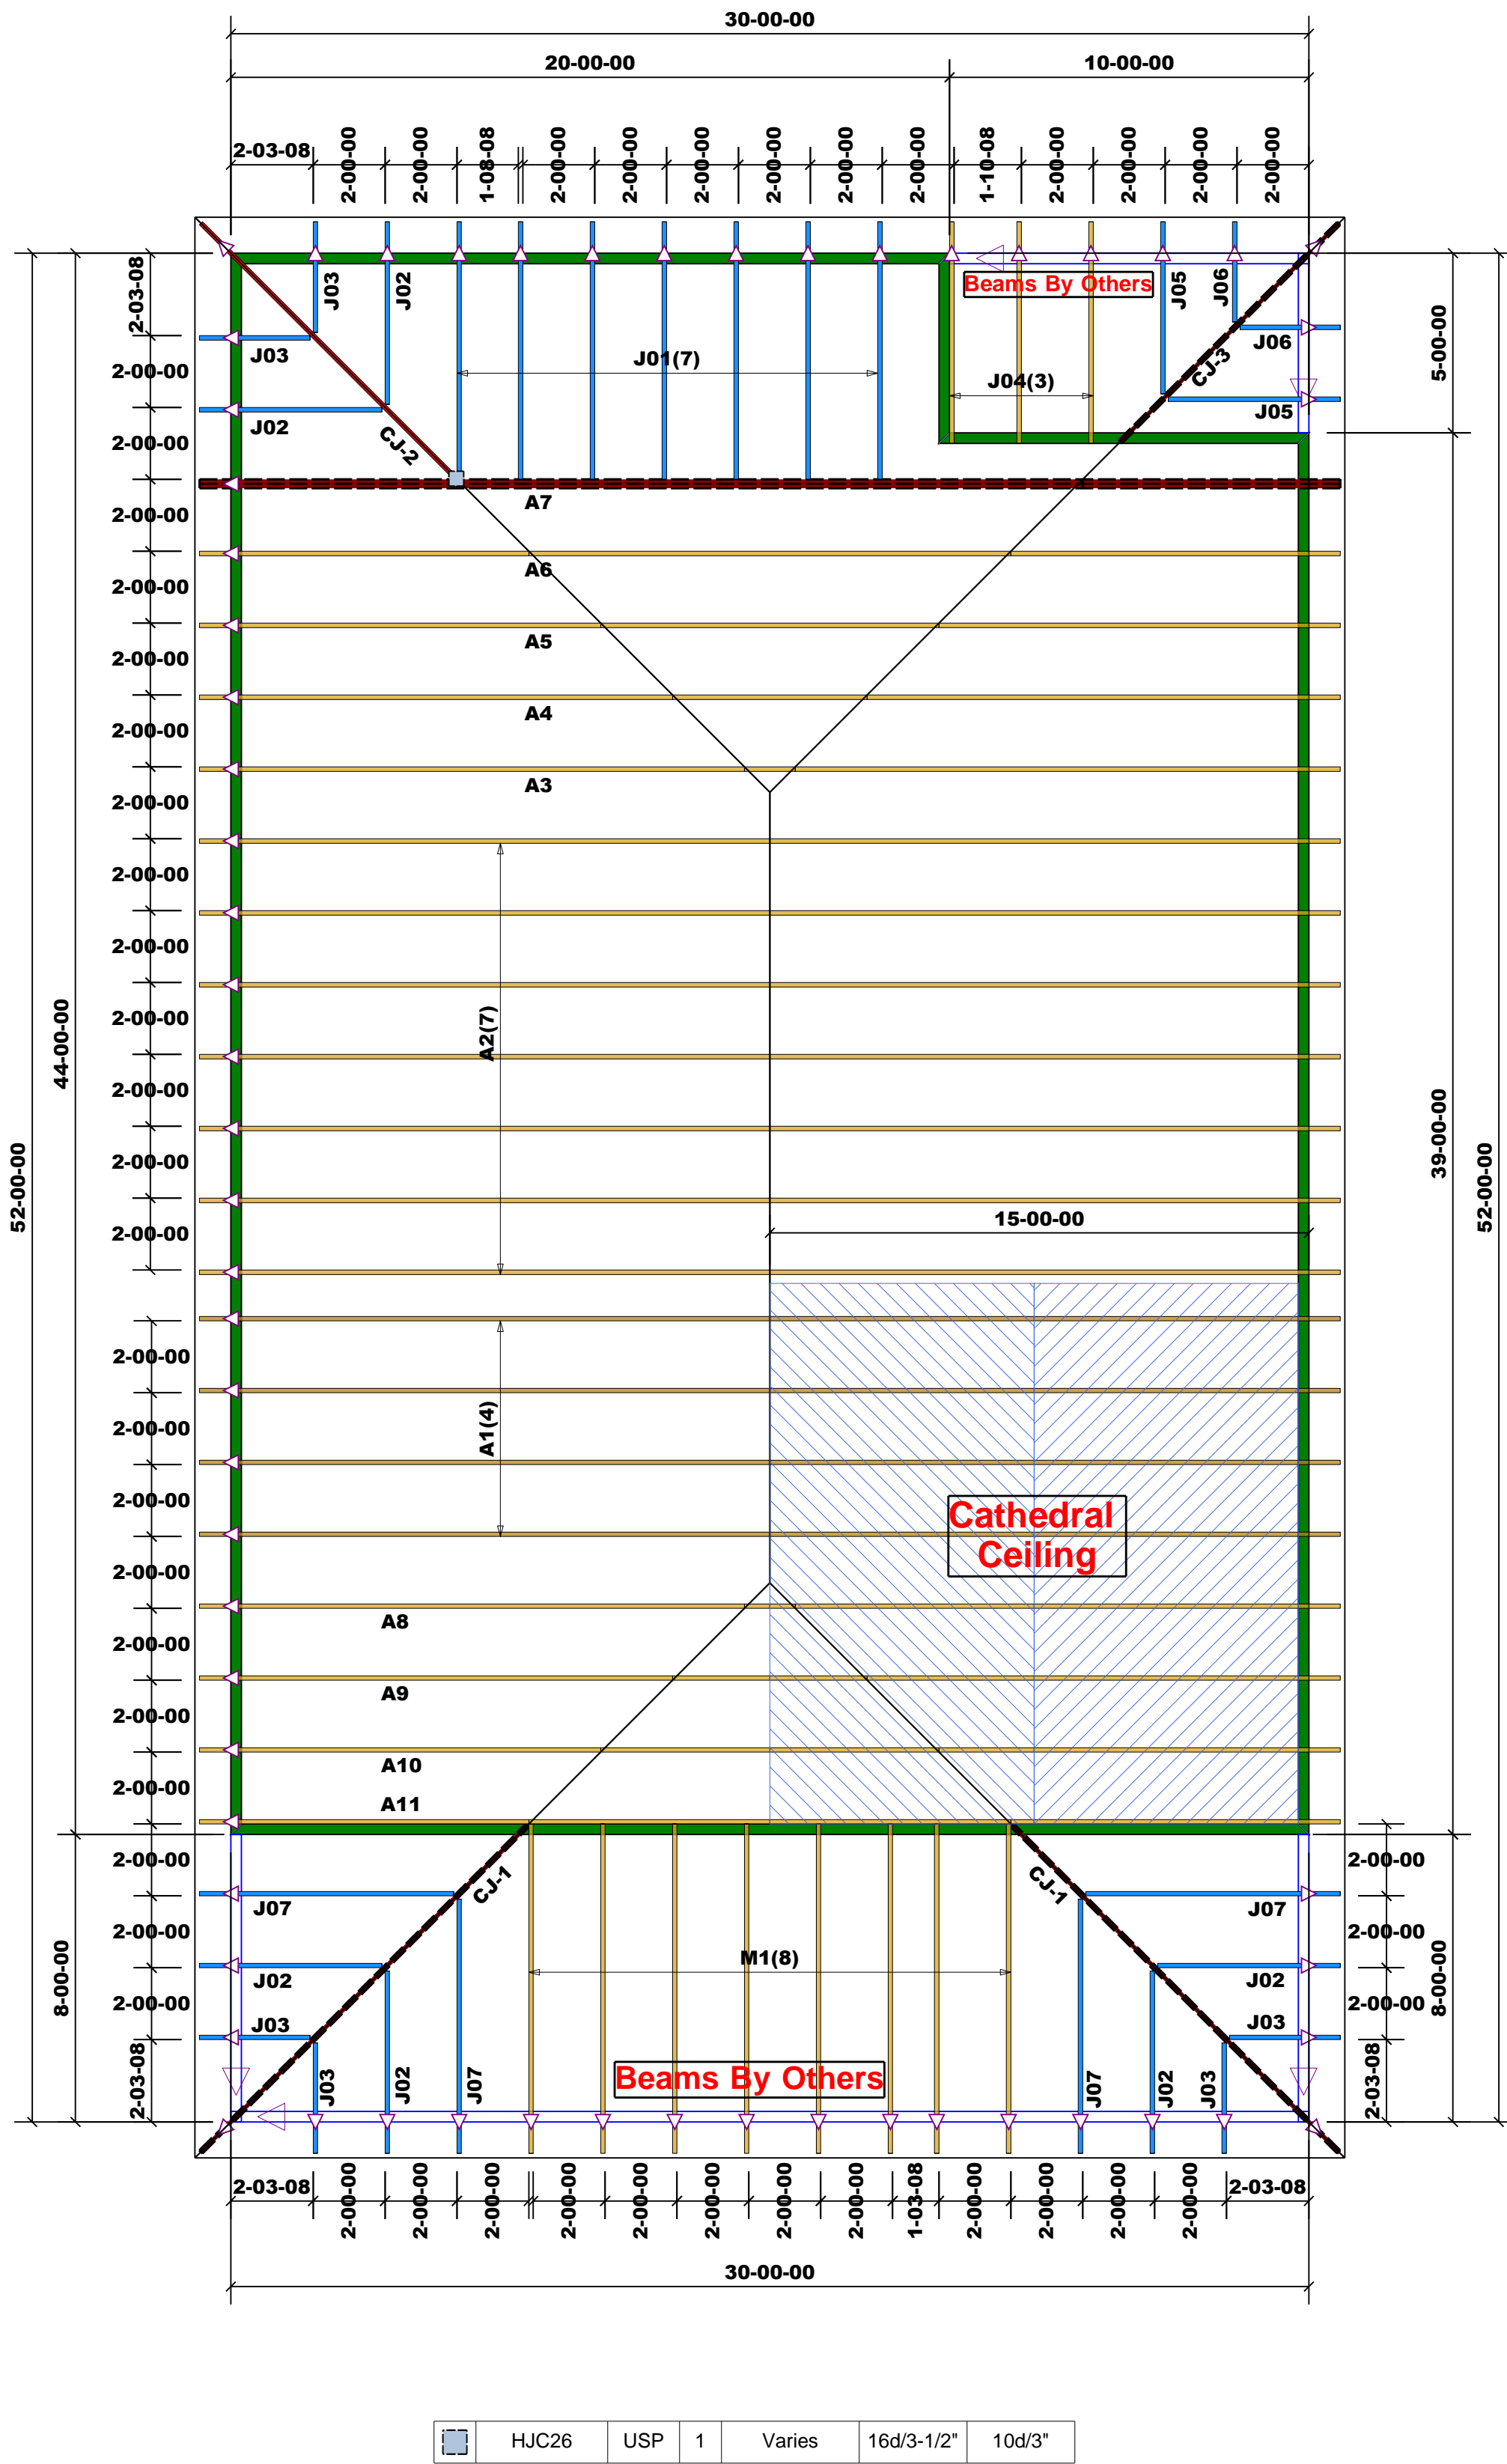 30-00-00
20-00-00 10-00-00
2-03-08 2-00-00 2-00-00 1-08-08 2-00-00 2-00-00 2-00-00 2-00-00 2-00-00 2-00-00 1-10-08 2-00-00 2-00-00 2-00-00
2-03-08
J03 J02 J05 J06
Beams By Others
J03 J06
J01(7)
CJ-3
5-00-00
2-00-00
J04(3)
J02 J05
CJ-2
2-00-00
A7
2-00-00
A6
2-00-00
A5
2-00-00
A4
2-00-00
A3
2-00-00
2-00-00
2-00-00
44-00-00
2-00-00
A2(7)
2-00-00
39-00-00
52-00-00
2-00-00
52-00-00
15-00-00
2-00-00
2-00-00
2-00-00
A1(4)
2-00-00
Cathedral
Ceiling
2-00-00
A8
2-00-00
A9
2-00-00
A10
2-00-00
A11
2-00-00 2-00-00
CJ-1 CJ-1
J07 J07
2-00-00 2-00-00
M1(8)
8-00-00 8-00-00
J02 J02
2-00-00 2-00-00
J03 J03
Beams By Others
2-03-08 2-03-08
J03 J02 J07 J07 J02 J03
2-03-08 2-00-00 2-00-00 2-00-00 2-00-00 2-00-00 2-00-00 2-00-00 2-00-00 1-03-08 2-00-00 2-00-00 2-00-00 2-00-00 2-03-08
30-00-00
HJC26 USP 1 Varies 16d/3-1/2" 10d/3"